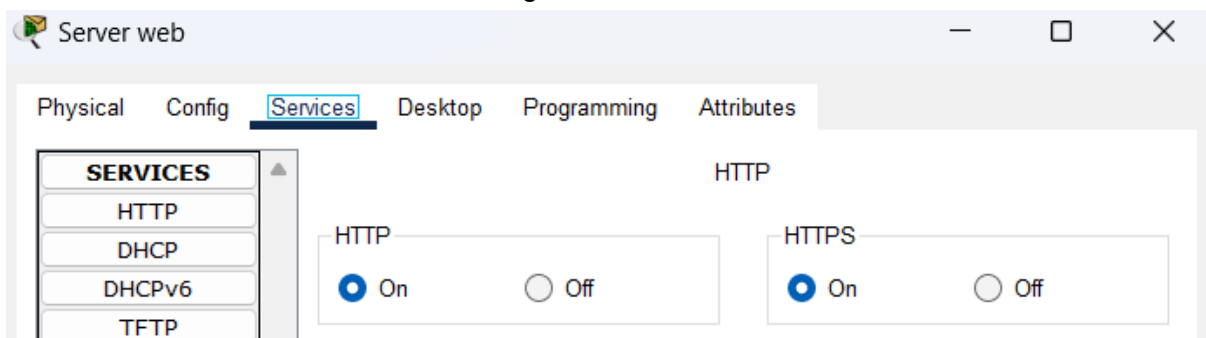 Server web
Physical Config Services Desktop Programming Attributes
SERVICES
HTTP
DHCP
DHCPv6
TFTP
HTTP
HTTP
On Off
HTTPS
On Off